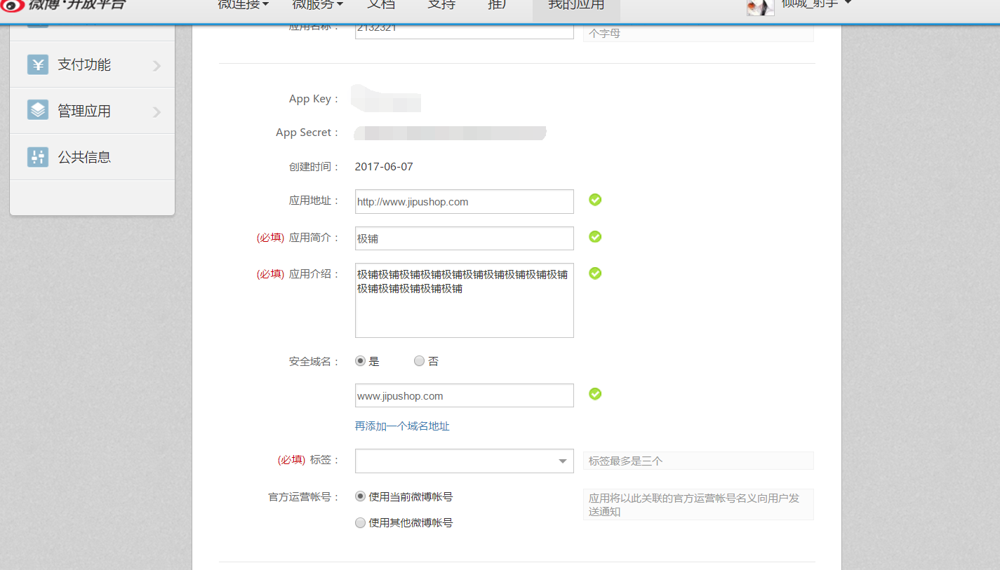 微博·开放平台
微连接 微服务 文档 支持 推广 我的应用 倾城_射手
应用名称： 2132321 个字母
支付功能
管理应用
公共信息
App Key：
App Secret：
创建时间： 2017-06-07
应用地址： http://www.jipushop.com
(必填) 应用简介： 极铺
(必填) 应用介绍： 极铺极铺极铺极铺极铺极铺极铺极铺极铺极铺
极铺极铺极铺极铺极铺
安全域名： 是 否
www.jipushop.com
再添加一个域名地址
(必填) 标签： 标签最多是三个
官方运营帐号： 使用当前微博帐号 应用将以此关联的官方运营帐号名义向用户发
送通知
使用其他微博帐号